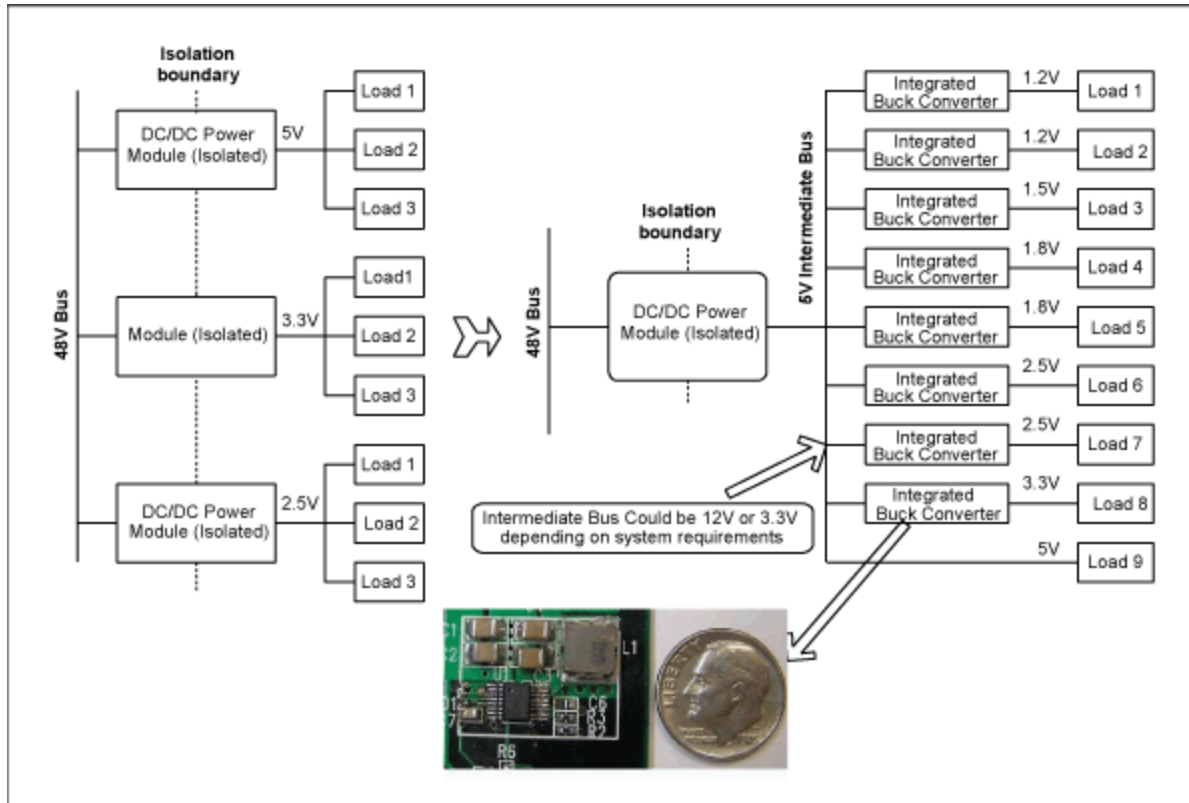 Isolation
boundary
48V Bus
DC/DC Power
Module (Isolated)
5V
Load 1
Load 2
Load 3
Module (Isolated)
3.3V
Load1
Load 2
Load 3
DC/DC Power
Module (Isolated)
2.5V
Load 1
Load 2
Load 3
Isolation
boundary
48V Bus
DC/DC Power
Module (Isolated)
5V Intermediate Bus
Integrated
Buck Converter
1.2V
Load 1
Integrated
Buck Converter
1.2V
Load 2
Integrated
Buck Converter
1.5V
Load 3
Integrated
Buck Converter
1.8V
Load 4
Integrated
Buck Converter
1.8V
Load 5
Integrated
Buck Converter
2.5V
Load 6
Integrated
Buck Converter
2.5V
Load 7
Integrated
Buck Converter
3.3V
Load 8
5V
Load 9
Intermediate Bus Could be 12V or 3.3V
depending on system requirements
C1
C2
L1
U1
7
R6
LIBERTY